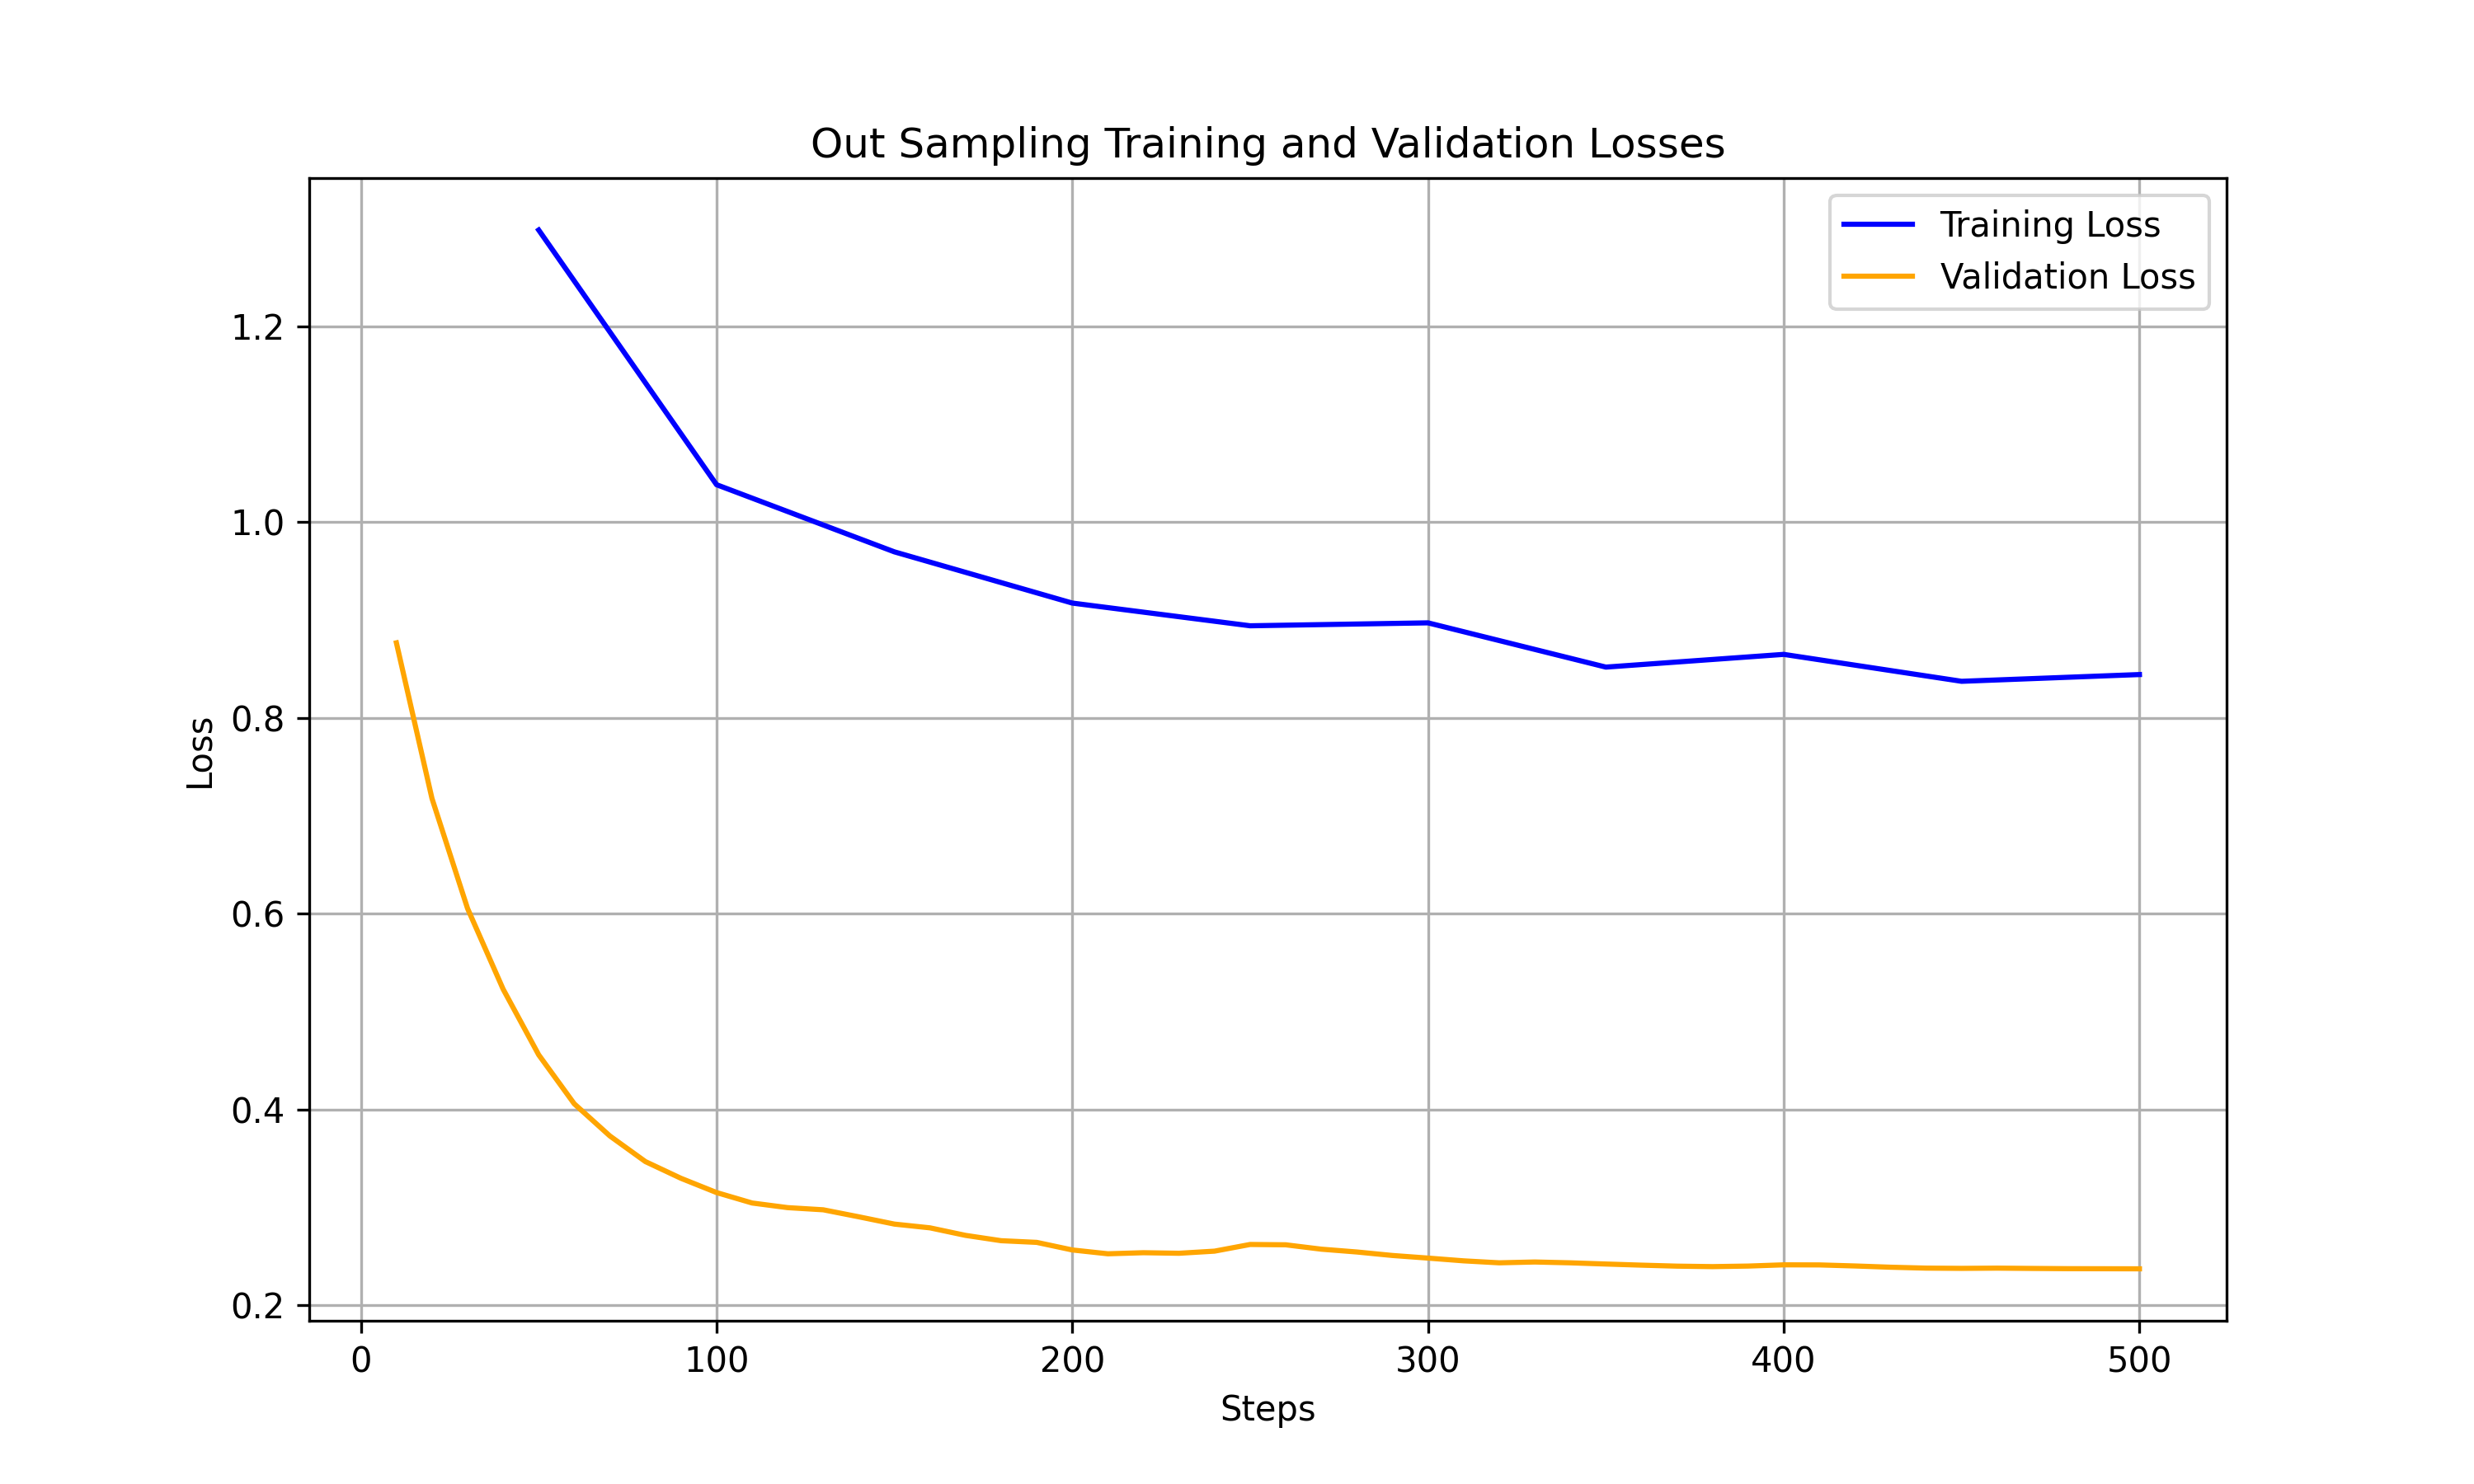 Out Sampling Training and Validation Losses
Training Loss
Validation Loss
1.2
1.0
0.8
0.6
0.4
0.2
Loss
0 100 200 300 400 500
Steps